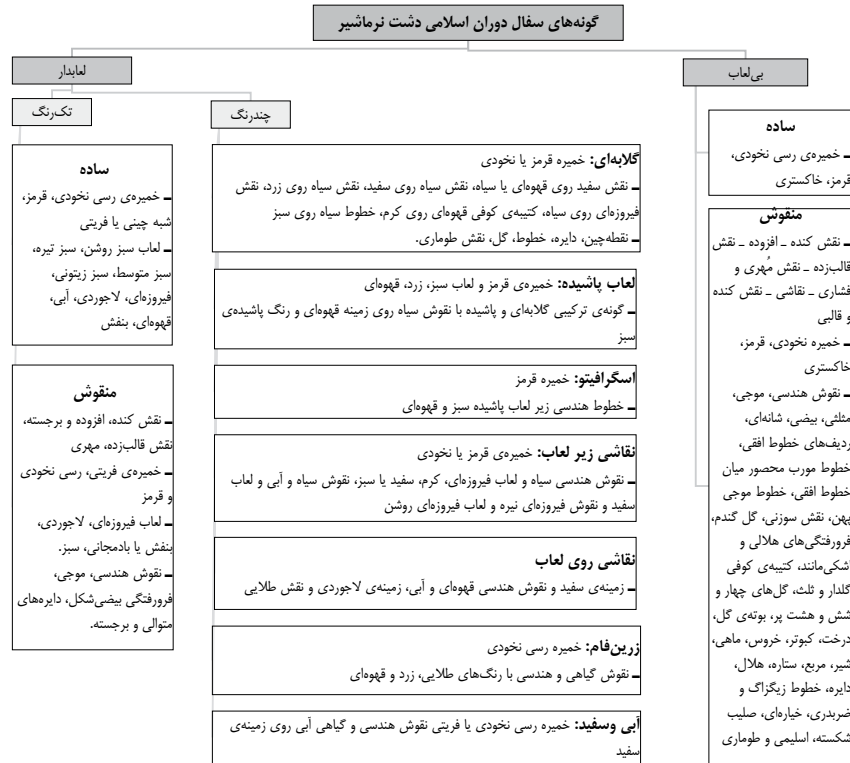 گونه‌های سفال دوران اسلامی دشت نرماشیر
بی‌لعاب
ساده
ـ خمیره‌ی رسی نخودی،
قرمز، خاکستری
منقوش
ـ نقش کنده ـ افزوده ـ نقش
قالب‌زده ـ نقش مُهری و
فشاری ـ نقاشی ـ نقش کنده
و قالبی
ـ خمیره نخودی، قرمز،
خاکستری
ـ نقوش هندسی، موجی،
مثلثی، بیضی، شانه‌ای،
ردیف‌های خطوط افقی،
خطوط مورب محصور میان
خطوط افقی، خطوط موجی
پهن، نقش سوزنی، گل گندم،
فرورفتگی‌های هلالی و
اشکی‌مانند، کتیبه‌ی کوفی
گلدار و ثلث، گل‌های چهار و
شش و هشت پر، بوته‌ی گل،
درخت، کبوتر، خروس، ماهی،
شیر، مربع، ستاره، هلال،
دایره، خطوط زیگزاگ و
ضربدری، خیاره‌ای، صلیب
شکسته، اسلیمی و طوماری
لعابدار
چندرنگ
گلابه‌ای: خمیره قرمز یا نخودی
ـ نقش سفید روی قهوه‌ای یا سیاه، نقش سیاه روی سفید، نقش سیاه روی زرد، نقش
فیروزه‌ای روی سیاه، کتیبه‌ی کوفی قهوه‌ای روی کرم، خطوط سیاه روی سبز
ـ نقطه‌چین، دایره، خطوط، گل، نقش طوماری.
لعاب پاشیده: خمیره‌ی قرمز و لعاب سبز، زرد، قهوه‌ای
ـ گونه‌ی ترکیبی گلابه‌ای و پاشیده با نقوش سیاه روی زمینه قهوه‌ای و رنگ پاشیده‌ی
سبز
اسگرافیتو: خمیره قرمز
ـ خطوط هندسی زیر لعاب پاشیده سبز و قهوه‌ای
نقاشی زیر لعاب: خمیره‌ی قرمز یا نخودی
ـ نقوش هندسی سیاه و لعاب فیروزه‌ای، کرم، سفید یا سبز، نقوش سیاه و آبی و لعاب
سفید و نقوش فیروزه‌ای تیره و لعاب فیروزه‌ای روشن
نقاشی روی لعاب
ـ زمینه‌ی سفید و نقوش هندسی قهوه‌ای و آبی، زمینه‌ی لاجوردی و نقش طلایی
زرین‌فام: خمیره رسی نخودی
ـ نقوش گیاهی و هندسی با رنگ‌های طلایی، زرد و قهوه‌ای
آبی وسفید: خمیره رسی نخودی یا فریتی نقوش هندسی و گیاهی آبی روی زمینه‌ی
سفید
تک‌رنگ
ساده
ـ خمیره‌ی رسی نخودی، قرمز،
شبه چینی یا فریتی
ـ لعاب سبز روشن، سبز تیره،
سبز متوسط، سبز زیتونی،
فیروزه‌ای، لاجوردی، آبی،
قهوه‌ای، بنفش
منقوش
ـ نقش کنده، افزوده و برجسته،
نقش قالب‌زده، مهری
ـ خمیره‌ی فریتی، رسی نخودی
و قرمز
ـ لعاب فیروزه‌ای، لاجوردی،
بنفش یا بادمجانی، سبز.
ـ نقوش هندسی، موجی،
فرورفتگی بیضی‌شکل، دایره‌های
متوالی و برجسته.